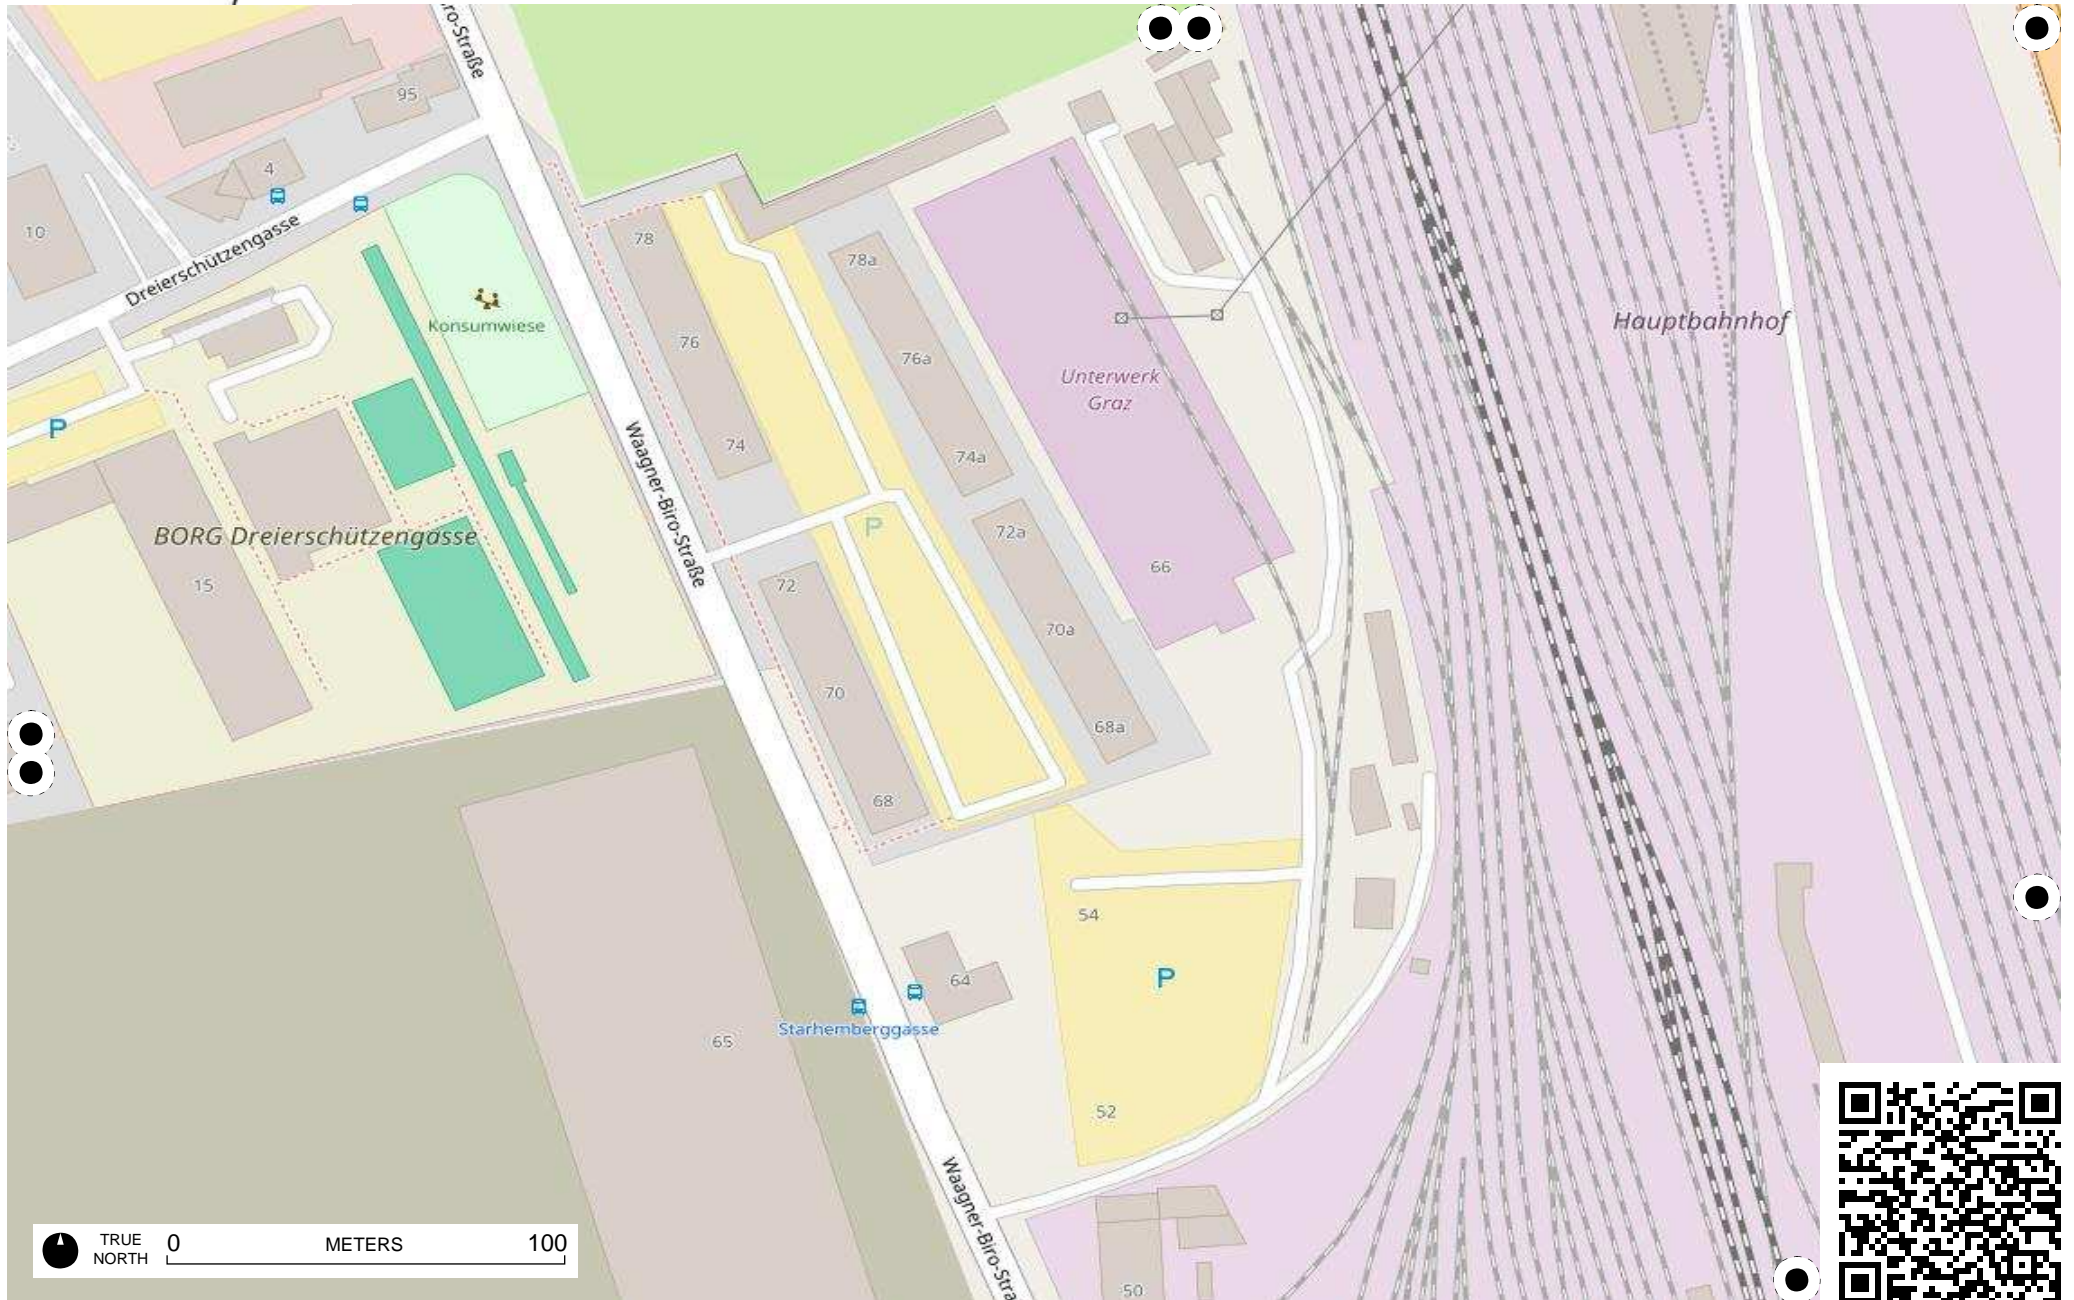 ro-Straße
95
4
10
Dreierschützengasse
78
78a
Konsumwiese
76
76a
Hauptbahnhof
Unterwerk
Graz
P
Waagner-Biro-Straße
74
74a
P
72a
BORG Dreierschützengasse
15
72
66
70a
70
68a
68
54
64
P
Starhemberggasse
65
52
Waagner-Biro-Stra
50
TRUE
NORTH
0 METERS 100